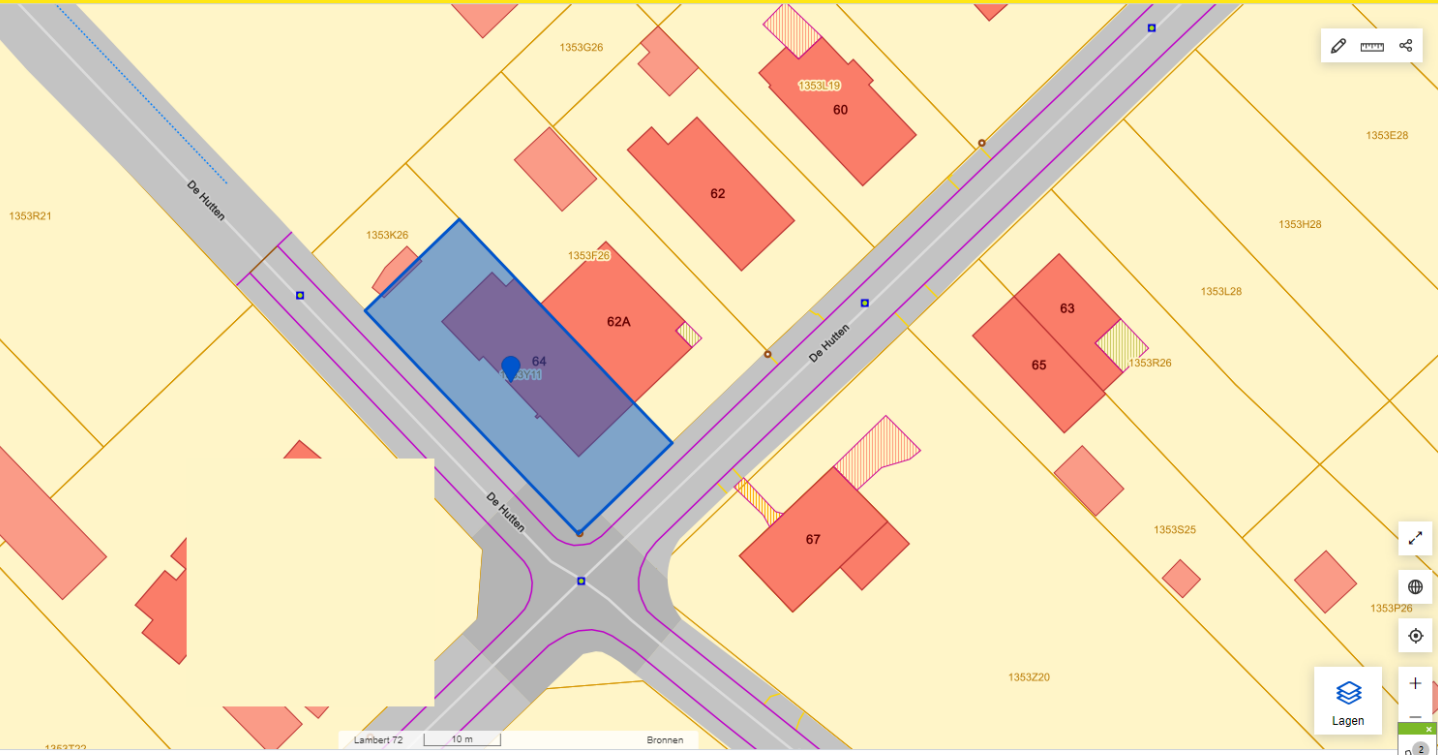 1353G26
1353L19
60
1353E28
De Hutten
62
1353R21
1353H28
1353K26
1353F26
1353L28
63
62A
De Hutten
64
1353R26
65
De Hutten
1353S25
67
1353P26
1353Z20
Lagen
Lambert 72
10 m
Bronnen
2